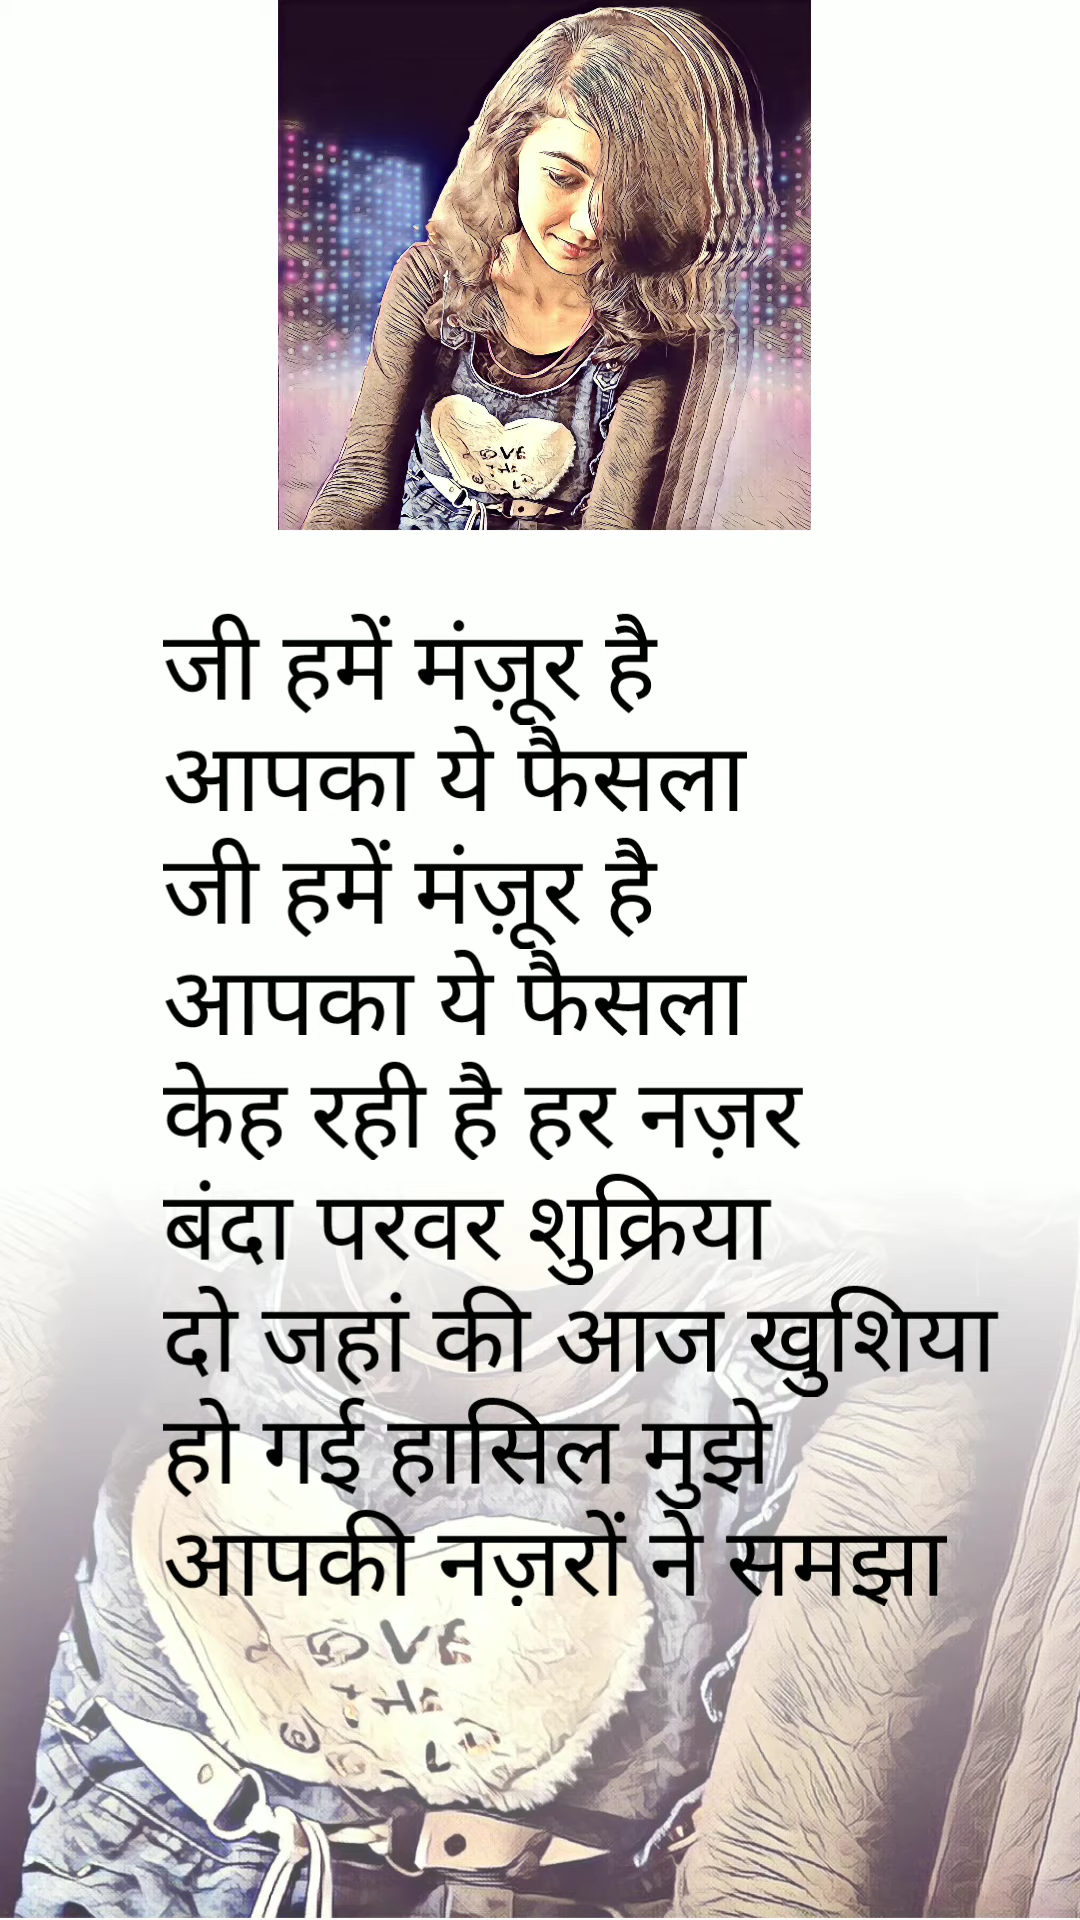 जी हमें मंज़ूर है
आपका ये फैसला
जी हमें मंज़ूर है
आपका ये फैसला
केह रही है हर नज़र
बंदा परवर शुक्रिया
दो जहां की आज खुशिया
हो गई हासिल मुझे
आपकी नज़रों ने समझा